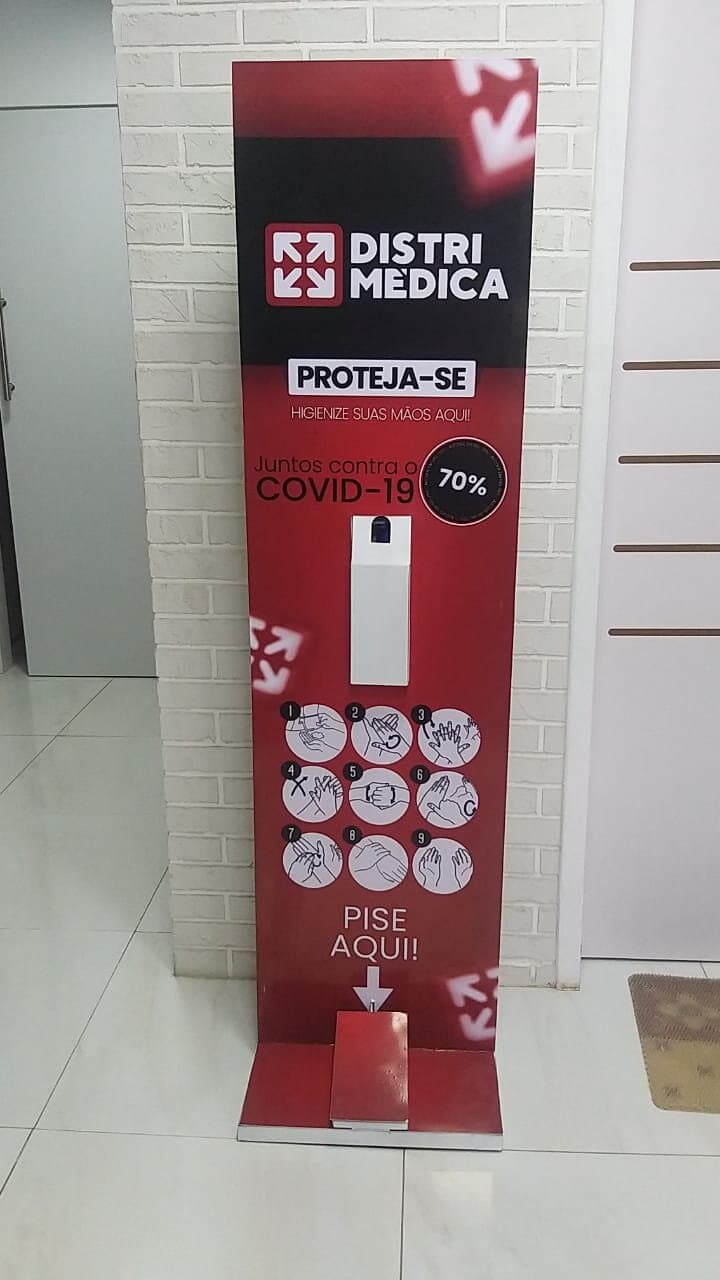 DISTRI
MÈDICA
PROTEJA-SE
HIGIENIZE SUAS MÃOS AQUI!
Juntos contra o
COVID-19
70%
1 2 3
4 5 6
7 8 9
PISE
AQUI!